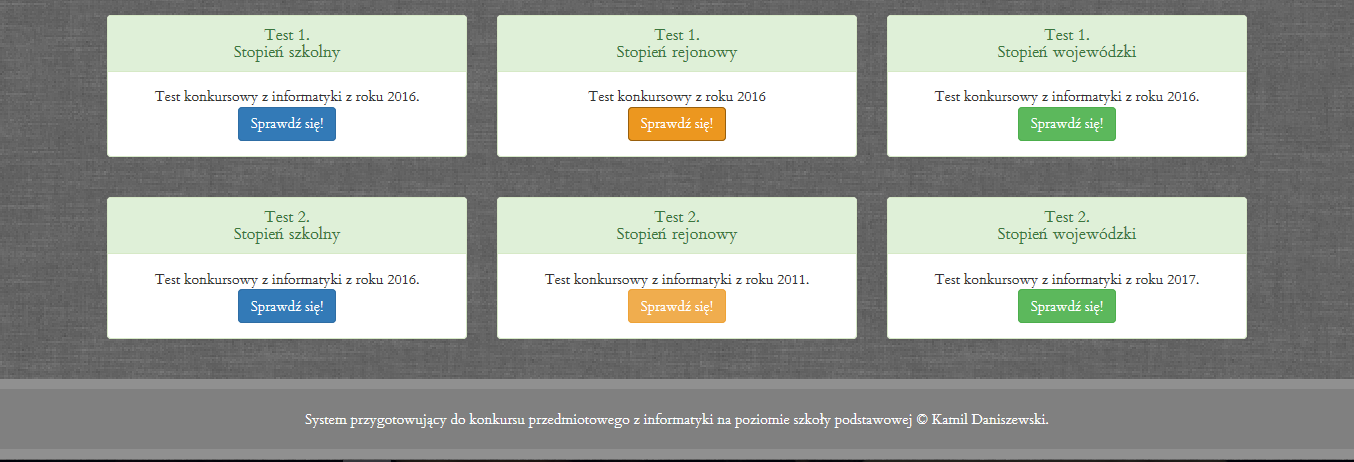 Test 1.
Stopień szkolny
Test konkursowy z informatyki z roku 2016.
Sprawdź się!
Test 1.
Stopień rejonowy
Test konkursowy z roku 2016
Sprawdź się!
Test 1.
Stopień wojewódzki
Test konkursowy z informatyki z roku 2016.
Sprawdź się!
Test 2.
Stopień szkolny
Test konkursowy z informatyki z roku 2016.
Sprawdź się!
Test 2.
Stopień rejonowy
Test konkursowy z informatyki z roku 2011.
Sprawdź się!
Test 2.
Stopień wojewódzki
Test konkursowy z informatyki z roku 2017.
Sprawdź się!
System przygotowujący do konkursu przedmiotowego z informatyki na poziomie szkoły podstawowej © Kamil Daniszewski.